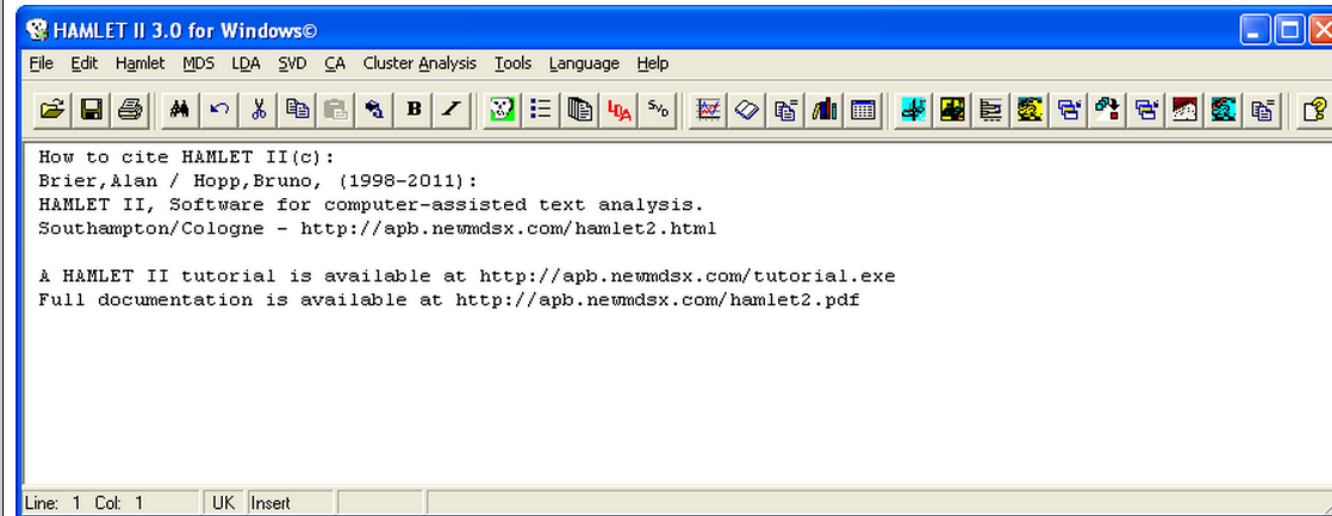 HAMLET II 3.0 for Windows©
File Edit Hamlet MDS LDA SVD CA Cluster Analysis Tools Language Help
B I LDA SVD
How to cite HAMLET II(c):
Brier,Alan / Hopp,Bruno, (1998-2011):
HAMLET II, Software for computer-assisted text analysis.
Southampton/Cologne - http://apb.newmdsx.com/hamlet2.html
A HAMLET II tutorial is available at http://apb.newmdsx.com/tutorial.exe
Full documentation is available at http://apb.newmdsx.com/hamlet2.pdf
Line: 1 Col: 1 UK Insert